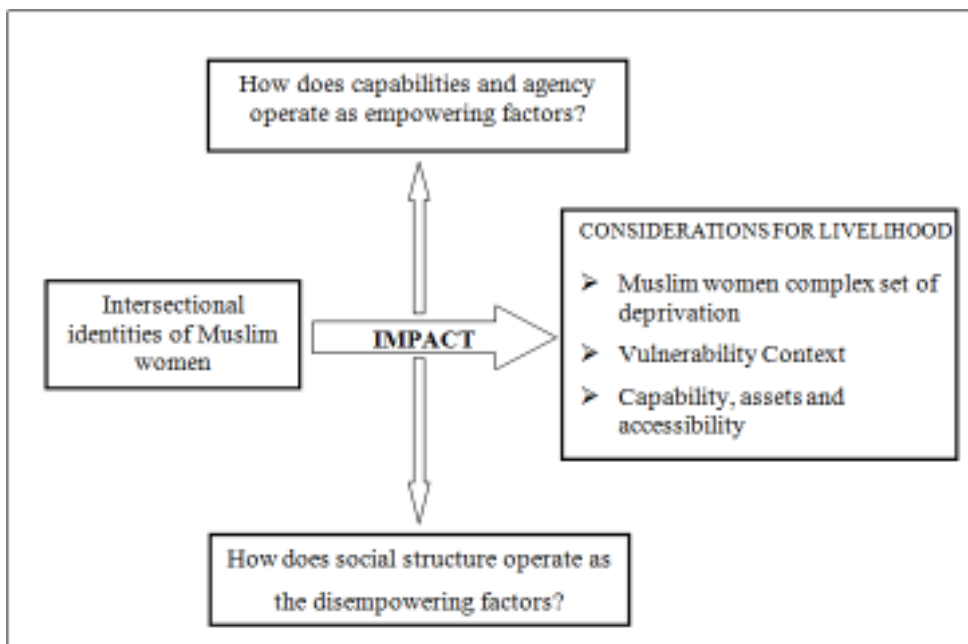 How does capabilities and agency
operate as empowering factors?
CONSIDERATIONS FOR LIVELIHOOD
➤ Muslim women complex set of
deprivation
➤ Vulnerability Context
➤ Capability, assets and
accessibility
Intersectional
identities of Muslim
women
IMPACT
How does social structure operate as
the disempowering factors?